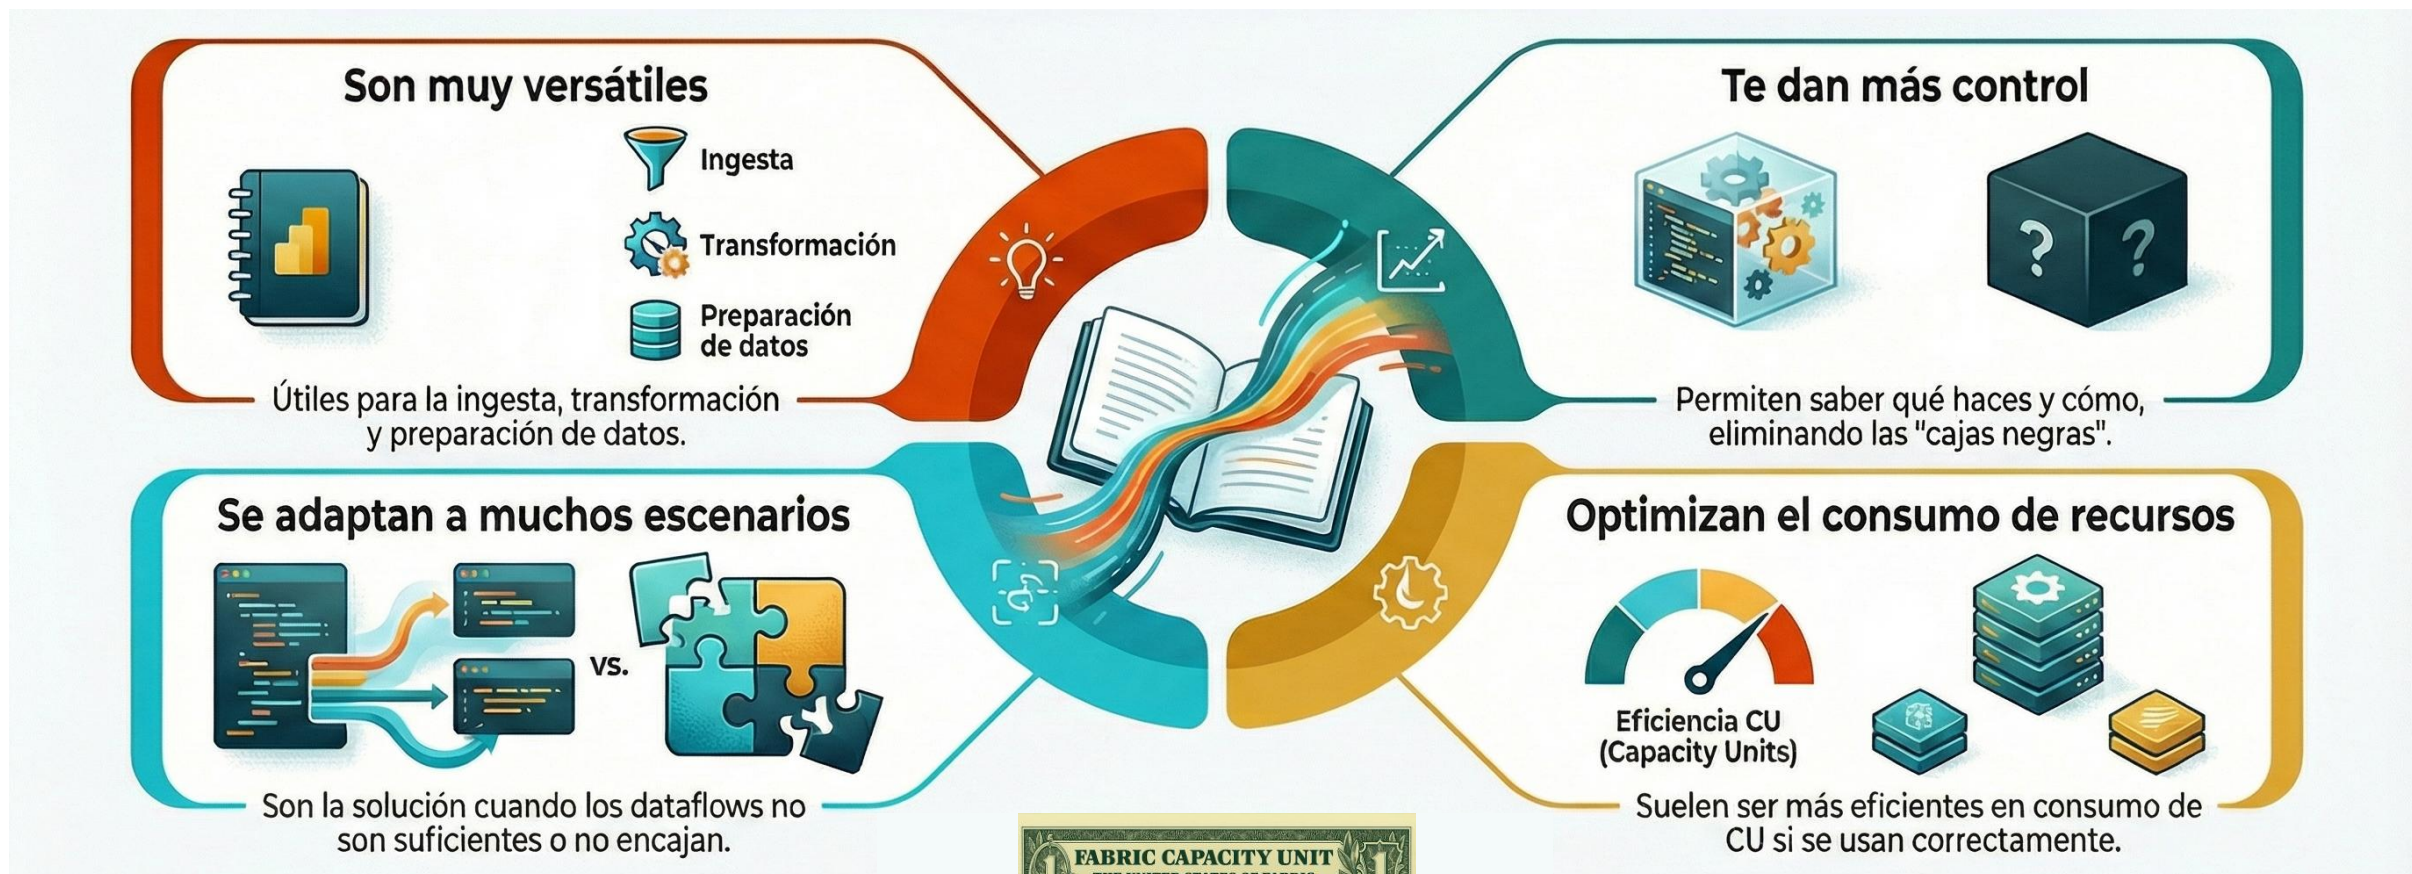 Son muy versátiles
Ingesta
Transformación
Preparación
de datos
Útiles para la ingesta, transformación
y preparación de datos.
Te dan más control
? ?
Permiten saber qué haces y cómo,
eliminando las "cajas negras".
Se adaptan a muchos escenarios
vs.
Son la solución cuando los dataflows no
son suficientes o no encajan.
Optimizan el consumo de recursos
Eficiencia CU
(Capacity Units)
Suelen ser más eficientes en consumo de
CU si se usan correctamente.
FABRIC CAPACITY UNIT